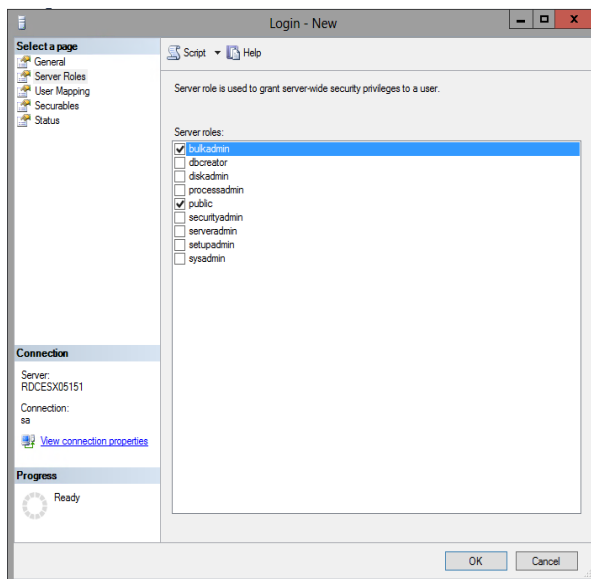 Login - New
Select a page
General
Server Roles
User Mapping
Securables
Status
Script Help
Server role is used to grant server-wide security privileges to a user.
Server roles:
bulkadmin
dbcreator
diskadmin
processadmin
public
securityadmin
serveradmin
setupadmin
sysadmin
Connection
Server:
RDCESX05151
Connection:
sa
View connection properties
Progress
Ready
OK Cancel